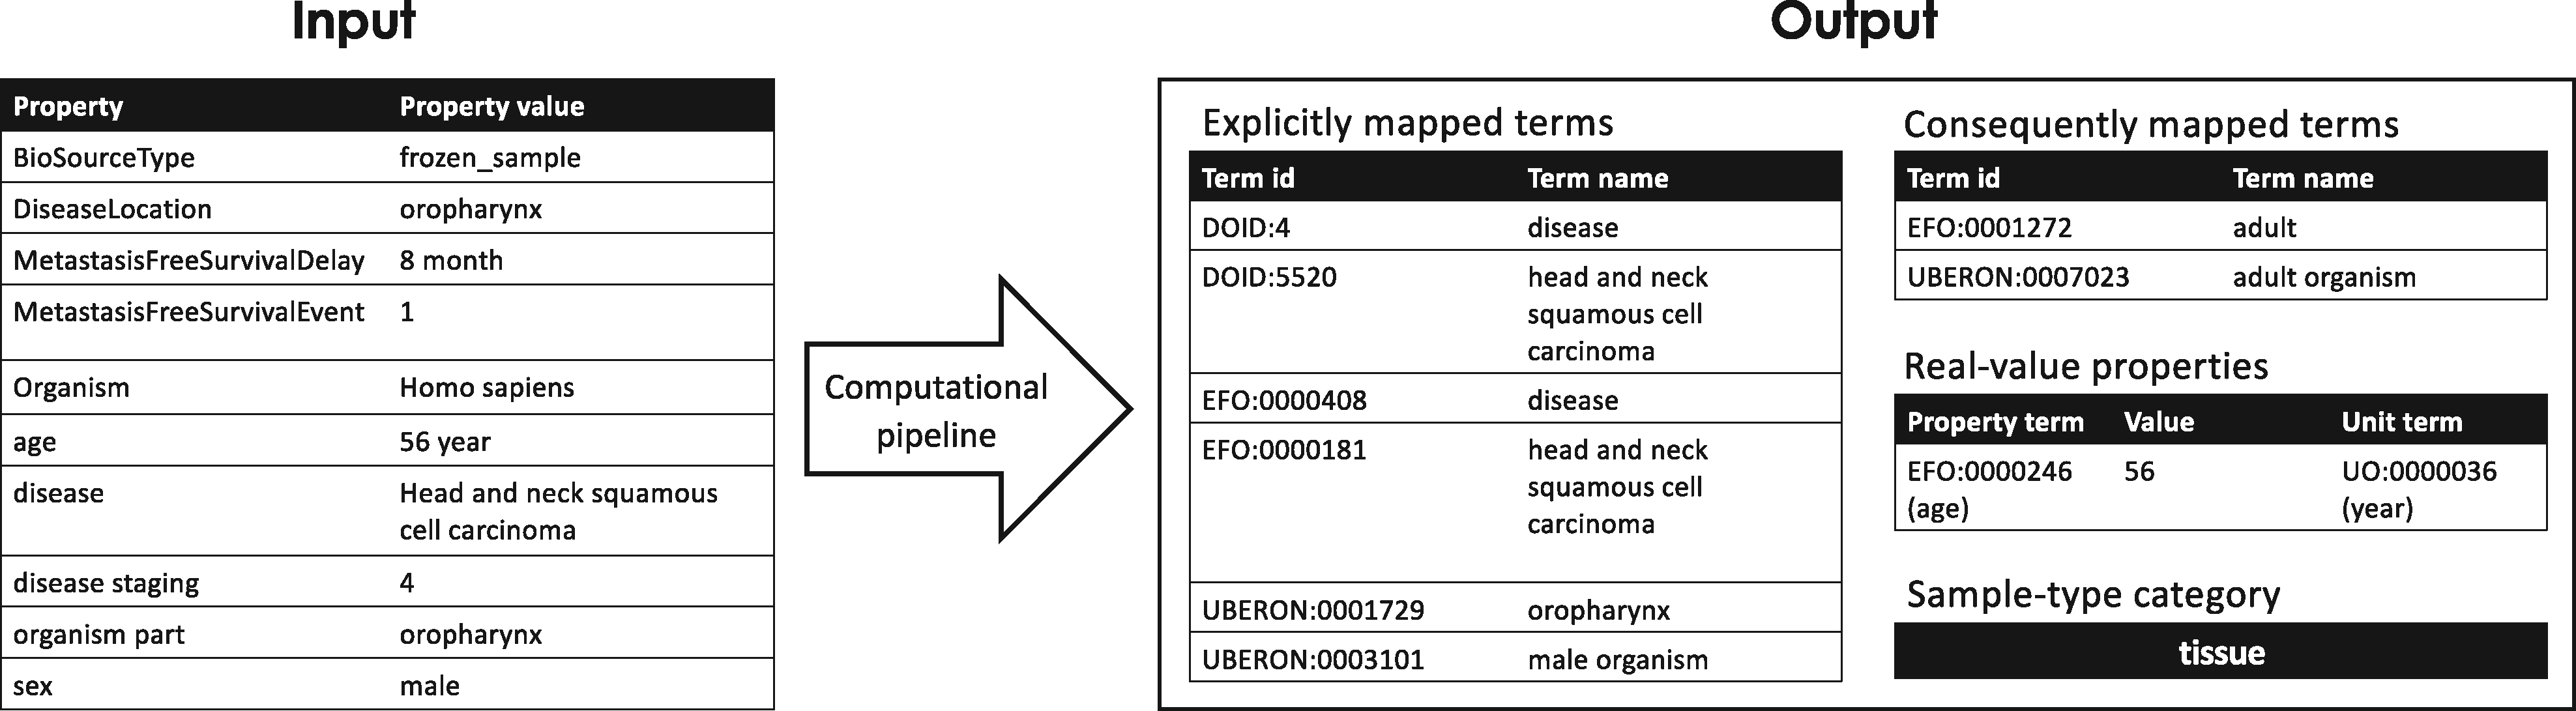 Input
Property Property value
BioSourceType frozen_sample
DiseaseLocation oropharynx
MetastasisFreeSurvivalDelay 8 month
MetastasisFreeSurvivalEvent 1
Organism Homo sapiens
age 56 year
disease Head and neck squamous
cell carcinoma
disease staging 4
organism part oropharynx
sex male
Computational
pipeline
Output
Explicitly mapped terms
Term id Term name
DOID:4 disease
DOID:5520 head and neck
squamous cell
carcinoma
EFO:0000408 disease
EFO:0000181 head and neck
squamous cell
carcinoma
UBERON:0001729 oropharynx
UBERON:0003101 male organism
Consequently mapped terms
Term id Term name
EFO:0001272 adult
UBERON:0007023 adult organism
Real-value properties
Property term Value Unit term
EFO:0000246 56 UO:0000036
(age) (year)
Sample-type category
tissue